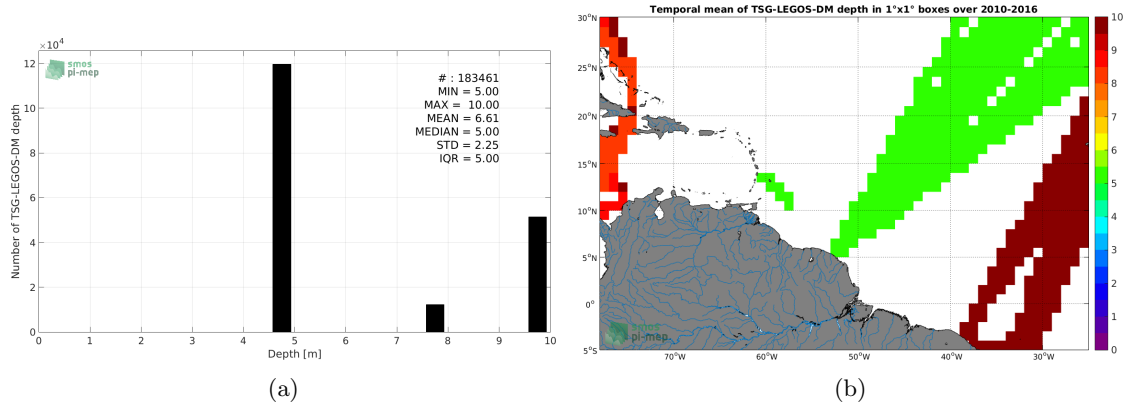 ×10⁴
smos
pi-mep
# : 183461
MIN = 5.00
MAX = 10.00
MEAN = 6.61
MEDIAN = 5.00
STD = 2.25
IQR = 5.00
Number of TSG-LEGOS-DM depth
12
10
8
6
4
2
0
0 1 2 3 4 5 6 7 8 9 10
Depth [m]
(a)
Temporal mean of TSG-LEGOS-DM depth in 1°x1° boxes over 2010-2016
30°N
25°N
20°N
15°N
10°N
5°N
0°
5°S
70°W 60°W 50°W 40°W 30°W
smos
pi-mep
10
9
8
7
6
5
4
3
2
1
0
(b)